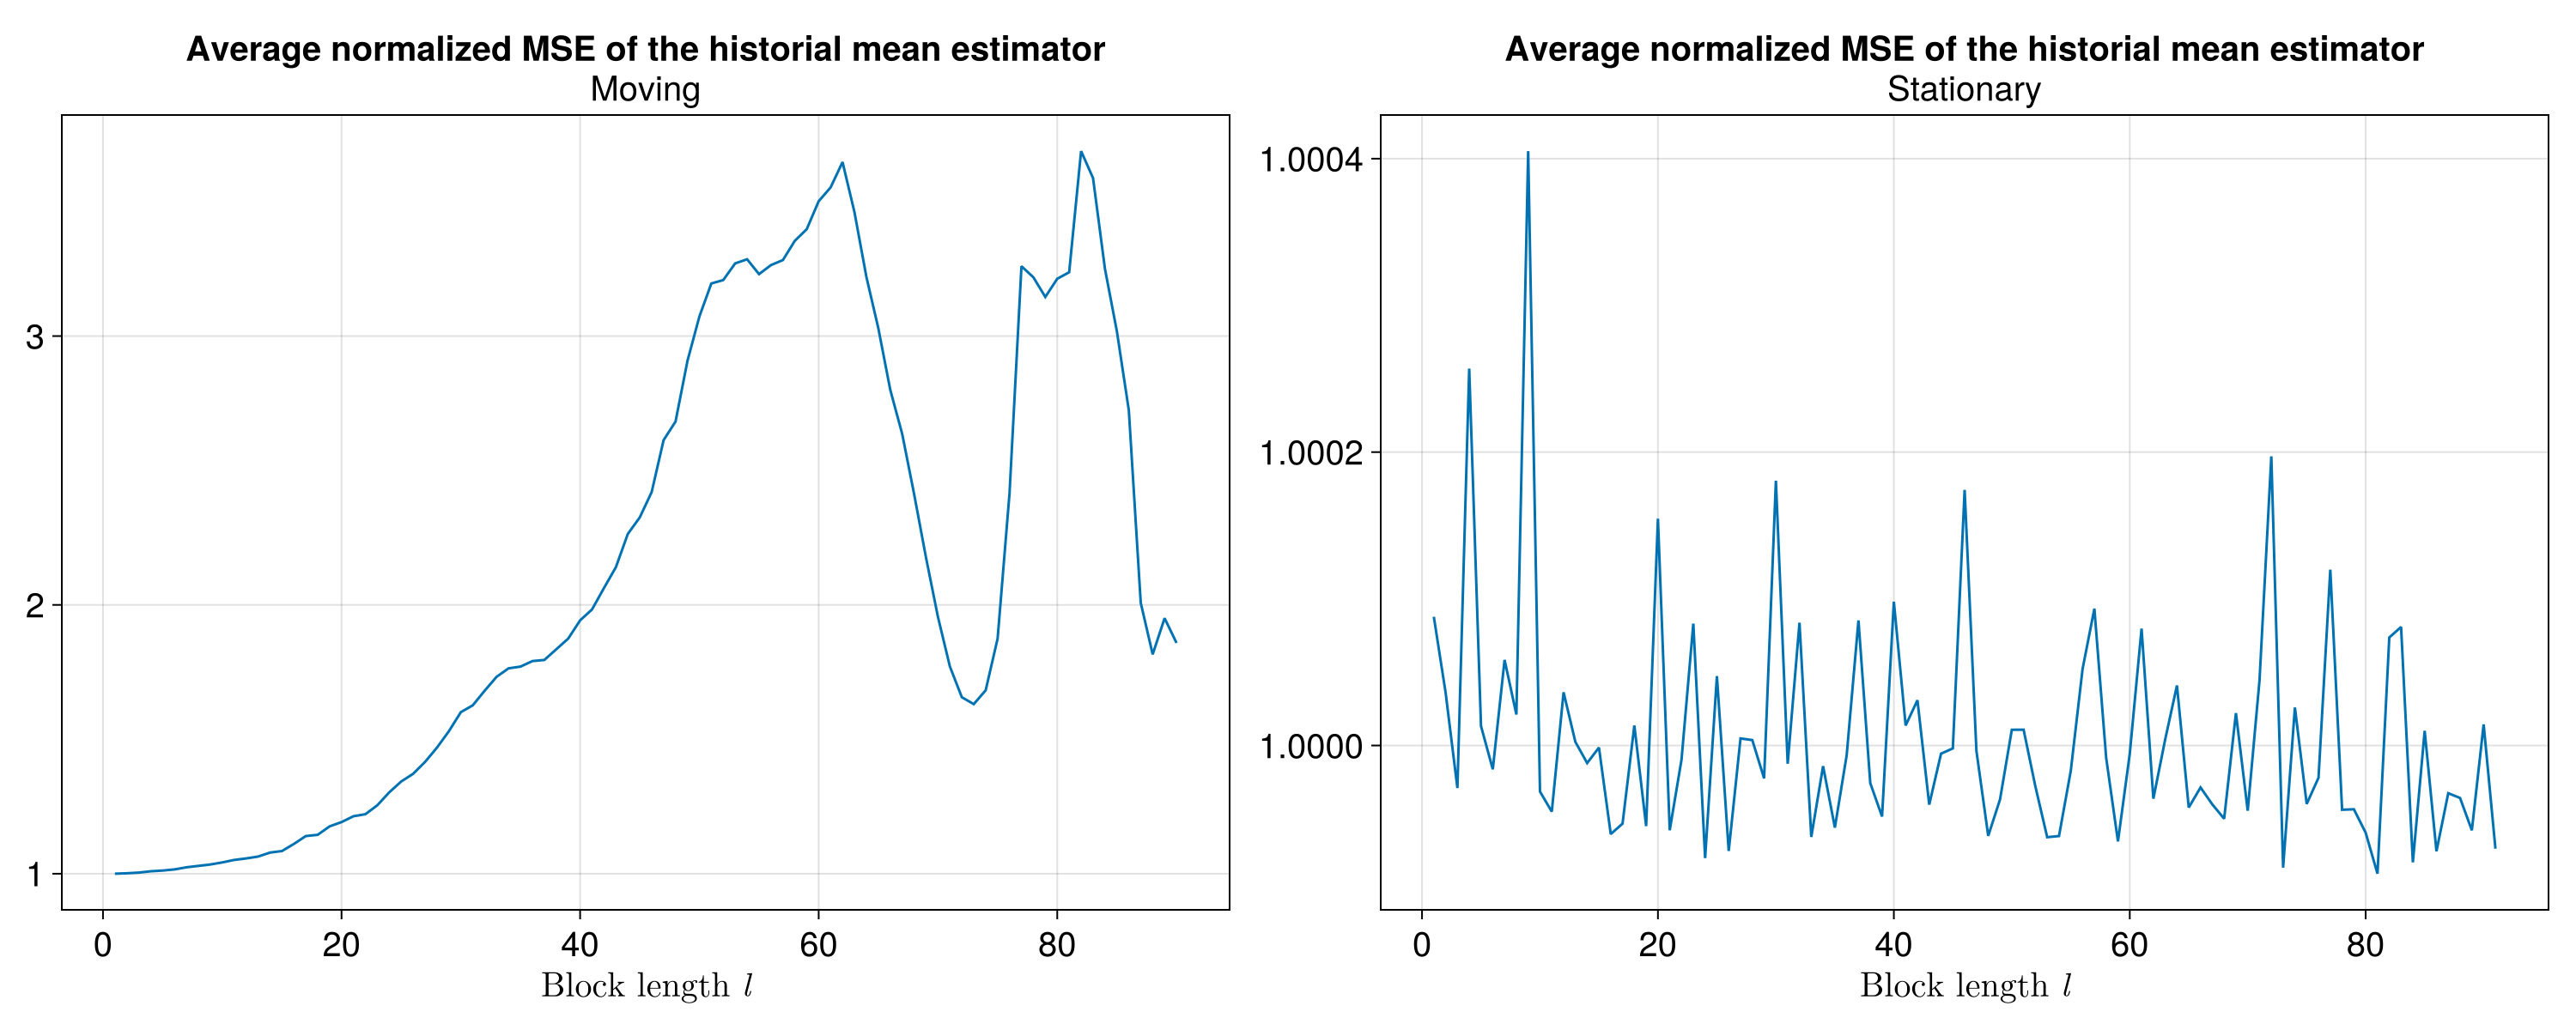 Average normalized MSE of the historial mean estimator
Moving
3
2
1
0 20 40 60 80
Block length l
Average normalized MSE of the historial mean estimator
Stationary
1.0004
1.0002
1.0000
0 20 40 60 80
Block length l